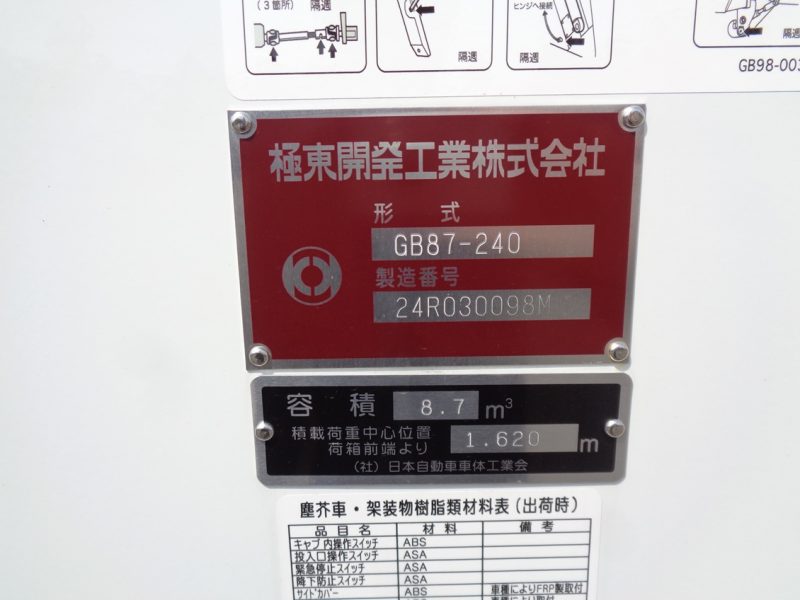 (3箇所) 隔週
隔週
ヒンジへ接続
隔週
隔週
GB98-003
極東開発工業株式会社
形 式
GB87-240
製造番号
24R030098M
容 積 8.7 m³
積載荷重中心位置
荷箱前端より 1.620 m
(社)日本自動車車体工業会
塵芥車・架装物樹脂類材料表(出荷時)
品目名 材料 備考
キャブ内操作スイッチ ABS
投入口操作スイッチ ASA
緊急停止スイッチ ASA
降下防止スイッチ ASA
サイドカバー ABS 車種によりFRP製取付